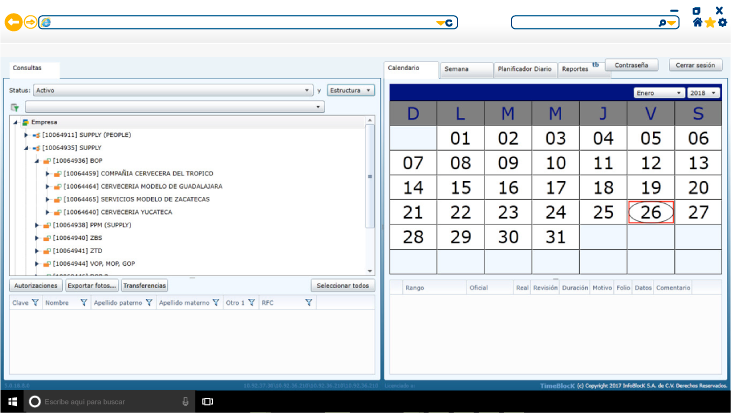 Consultas
Status: Activo y Estructura
Empresa
[10064911] SUPPLY (PEOPLE)
[10064935] SUPPLY
[10064936] BOP
[10064459] COMPAÑIA CERVECERA DEL TROPICO
[10064464] CERVECERIA MODELO DE GUADALAJARA
[10064465] SERVICIOS MODELO DE ZACATECAS
[10064640] CERVECERIA YUCATECA
[10064938] PPM (SUPPLY)
[10064940] ZBS
[10064941] ZTD
[10064944] VOP, MOP, GOP
Autorizaciones Exportar fotos... Transferencias Seleccionar todos
Clave Nombre Apellido paterno Apellido materno Otro 1 RFC
Calendario Semana Planificador Diario Reportes tb Contraseña Cerrar sesión
Enero 2018
D L M M J V S
01 02 03 04 05 06
07 08 09 10 11 12 13
14 15 16 17 18 19 20
21 22 23 24 25 26 27
28 29 30 31
Rango Oficial Real Revisión Duración Motivo Folio Datos Comentario
TimeBlocK (c) Copyright 2017 InfoBlocK S.A. de C.V. Derechos Reservados.
Escribe aquí para buscar